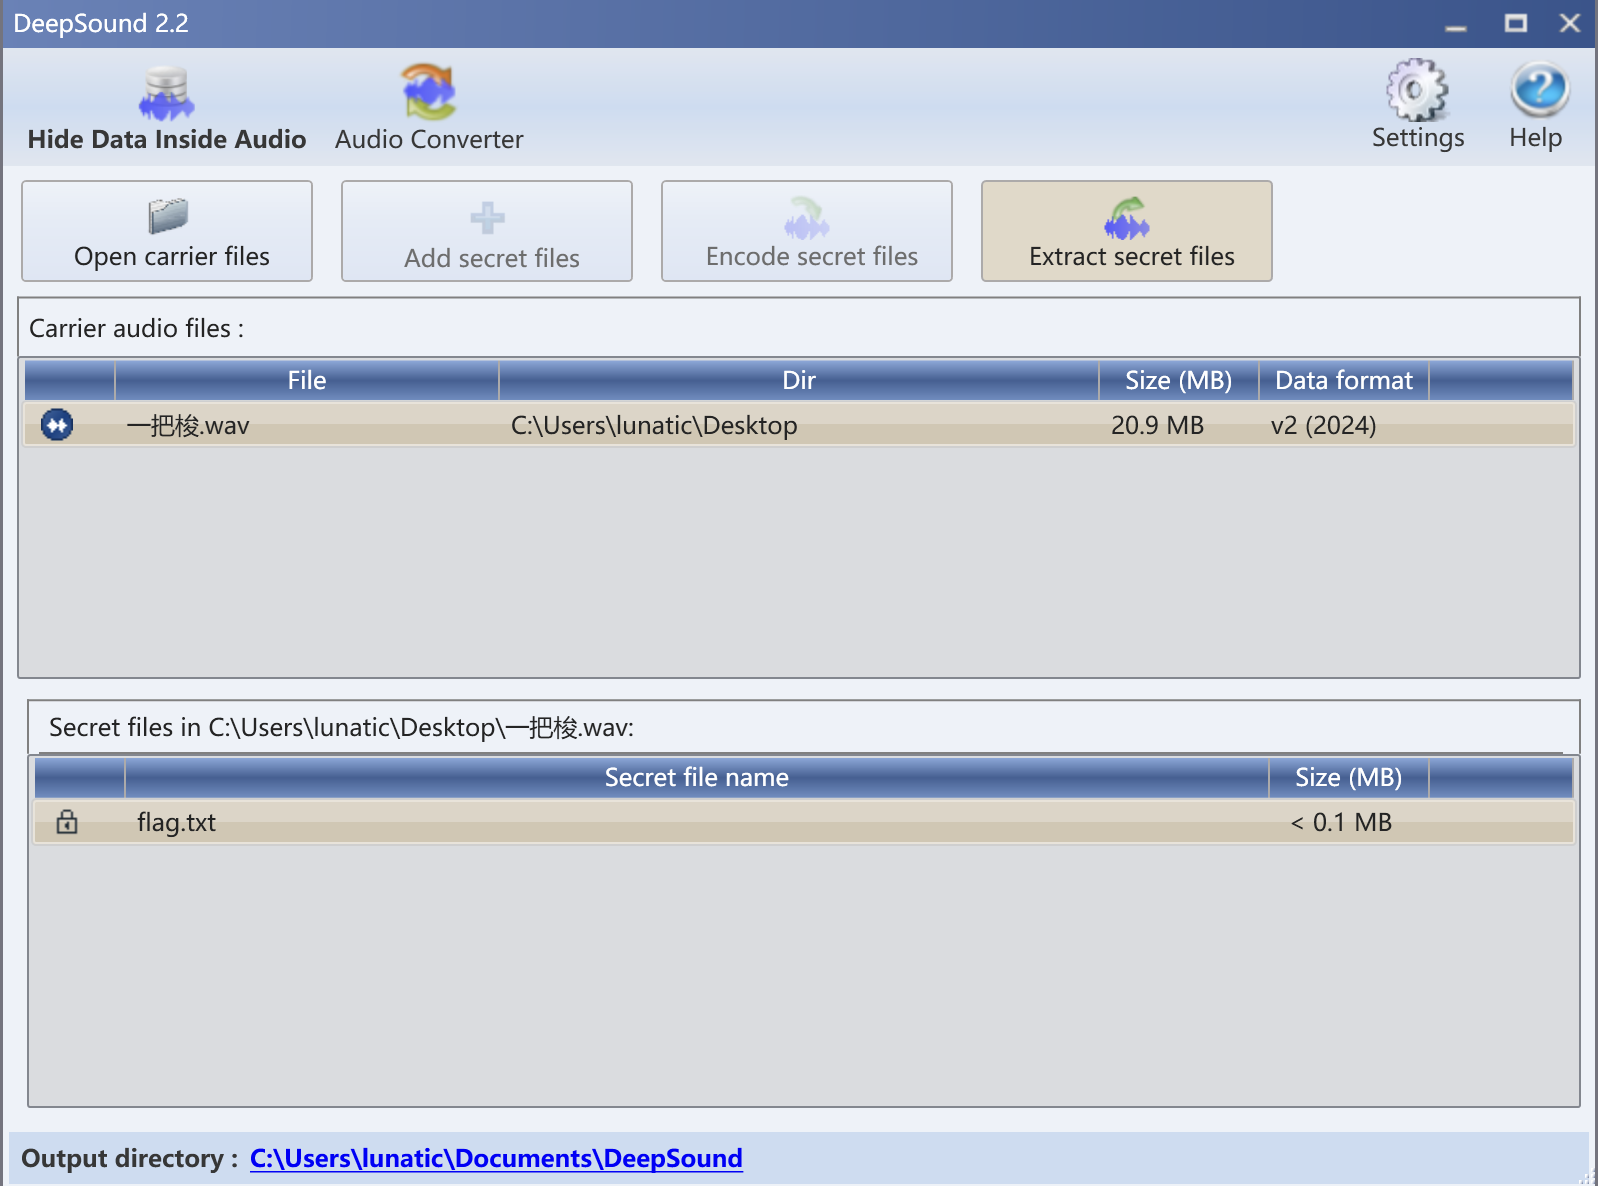 DeepSound 2.2
Hide Data Inside Audio
Audio Converter
Settings
Help
Open carrier files
Add secret files
Encode secret files
Extract secret files
Carrier audio files :
File Dir Size (MB) Data format
一把梭.wav C:\Users\lunatic\Desktop 20.9 MB v2 (2024)
Secret files in C:\Users\lunatic\Desktop\一把梭.wav:
Secret file name Size (MB)
flag.txt < 0.1 MB
Output directory : C:\Users\lunatic\Documents\DeepSound